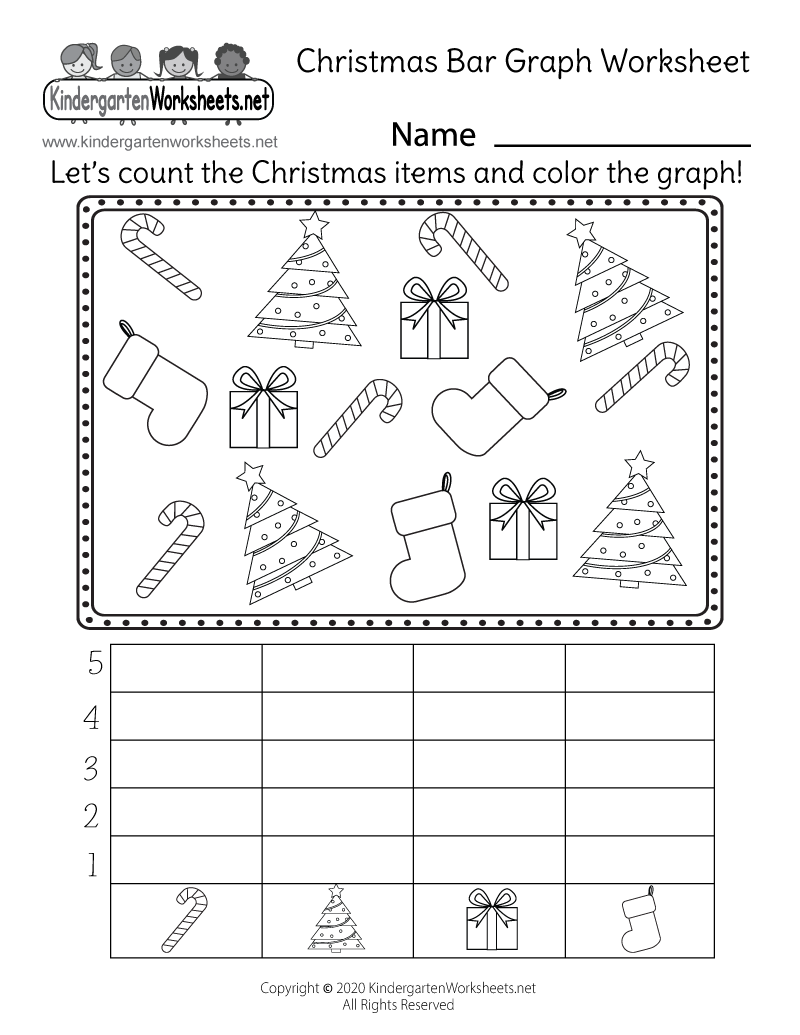 KindergartenWorksheets.net
www.kindergartenworksheets.net
Christmas Bar Graph Worksheet
Name
Let's count the Christmas items and color the graph!
5
4
3
2
1
Copyright © 2020 KindergartenWorksheets.net
All Rights Reserved